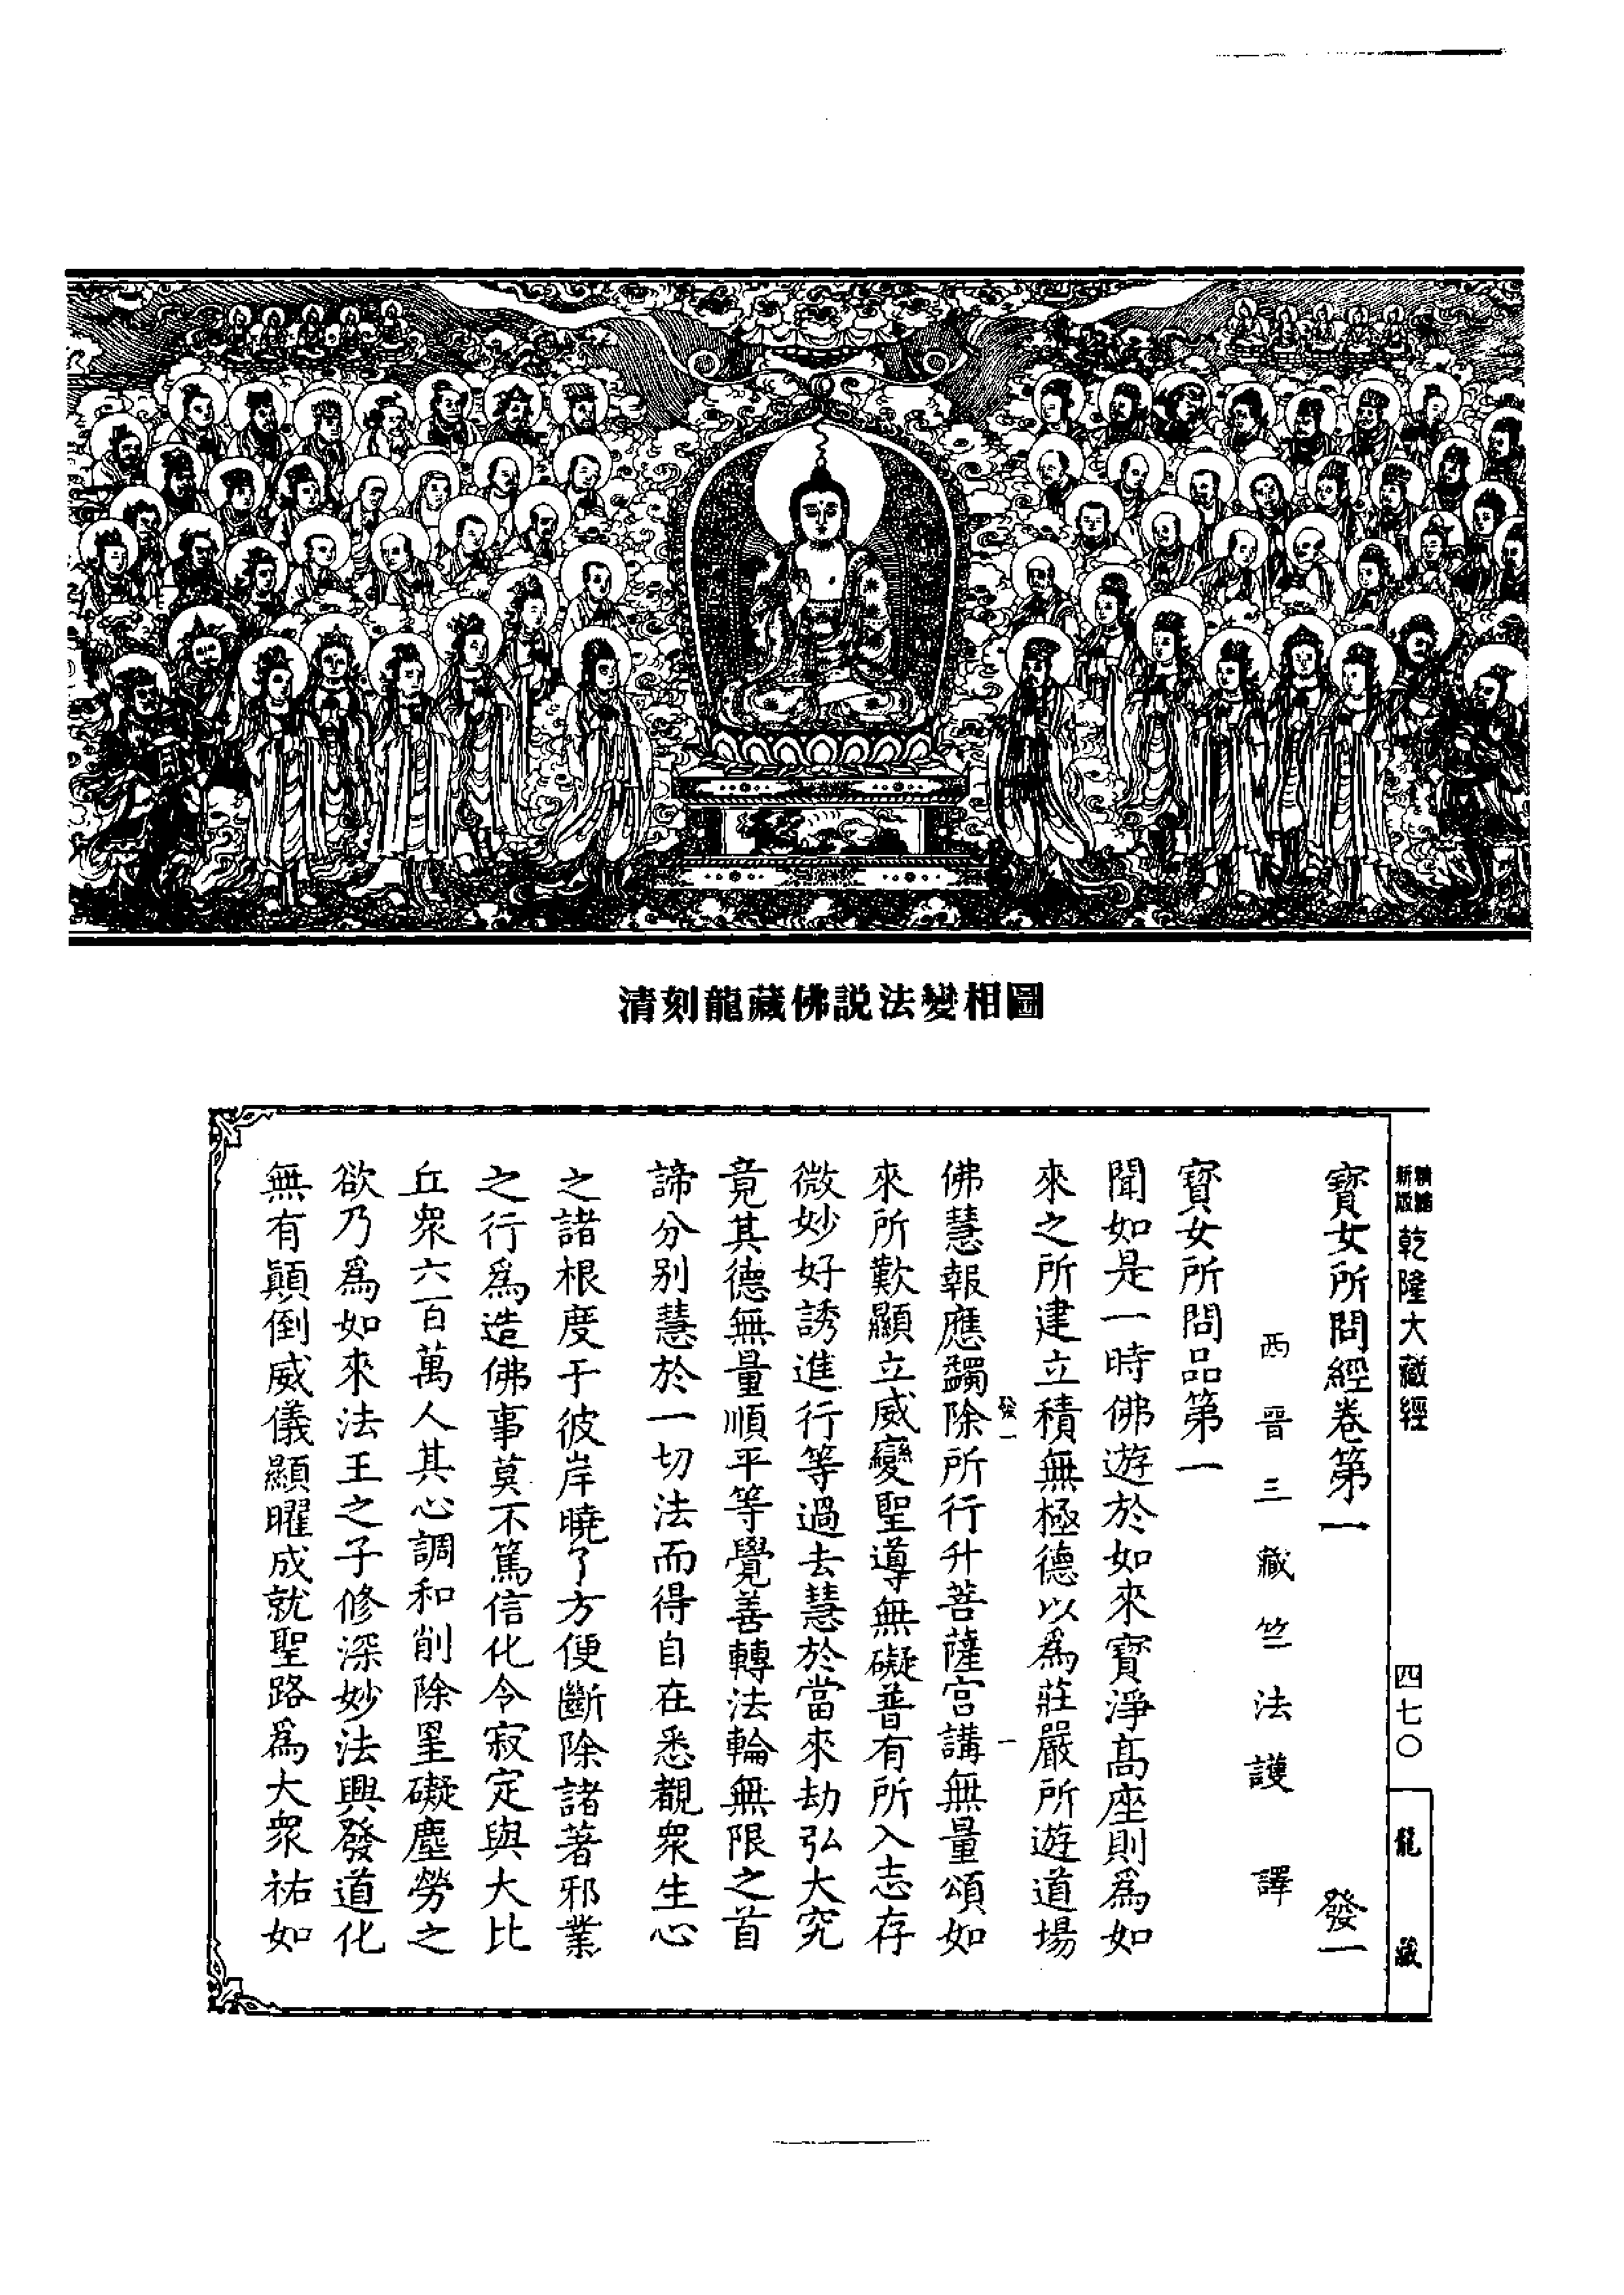 清刻龍藏佛説法變相圖
精縮新版
乾隆大藏經
四七〇
龍藏
寳女所問經卷第一
發一
西晋三藏竺法護譯
寳女所問品第一
聞如是一時佛遊於如來寳淨高座則爲如
來之所建立積無極德以爲莊嚴所遊道場
發一
一
佛慧報應蠲除所行升菩薩宫講無量頌如
來所歎顯立威變聖導無礙普有所入志存
微妙好誘進行等過去慧於當來劫弘大究
竟其德無量順平等覺善轉法輪無限之首
諦分别慧於一切法而得自在悉覩衆生心
之諸根度于彼岸曉了方便斷除諸著邪業
之行爲造佛事莫不篤信化令寂定與大比
丘衆六百萬人其心調和削除罣礙塵勞之
欲乃爲如來法王之子修深妙法興發道化
無有顛倒威儀顯曜成就聖路爲大衆祐如